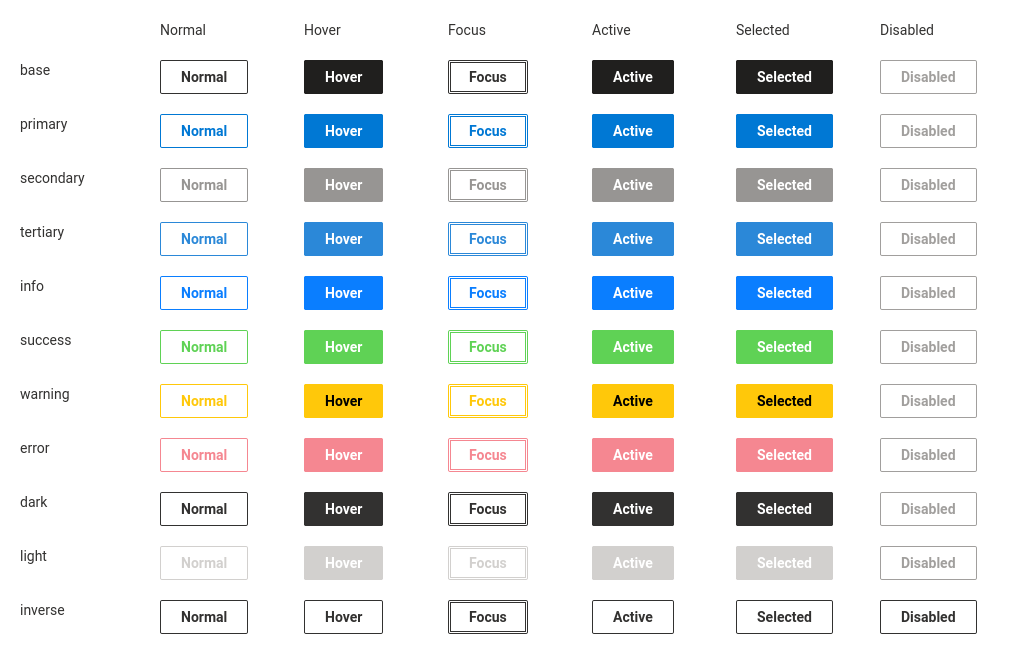 Normal Hover Focus Active Selected Disabled
base Normal Hover Focus Active Selected Disabled
primary Normal Hover Focus Active Selected Disabled
secondary Normal Hover Focus Active Selected Disabled
tertiary Normal Hover Focus Active Selected Disabled
info Normal Hover Focus Active Selected Disabled
success Normal Hover Focus Active Selected Disabled
warning Normal Hover Focus Active Selected Disabled
error Normal Hover Focus Active Selected Disabled
dark Normal Hover Focus Active Selected Disabled
light Normal Hover Focus Active Selected Disabled
inverse Normal Hover Focus Active Selected Disabled